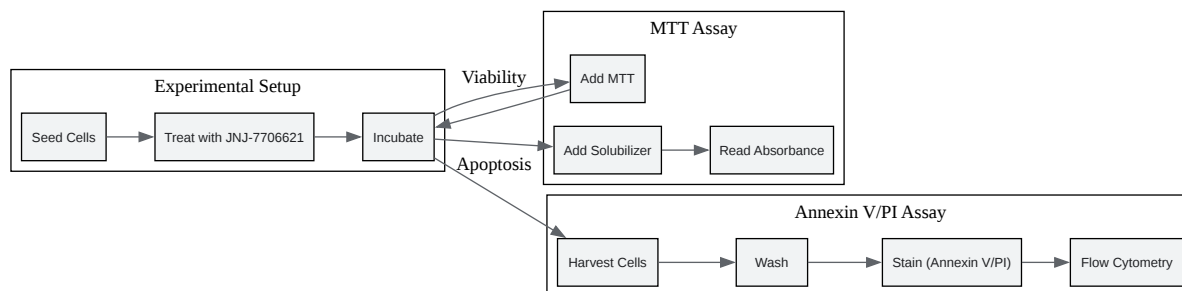 MTT Assay
Experimental Setup
Viability
Add MTT
Seed Cells
Treat with JNJ-7706621
Incubate
Add Solubilizer
Read Absorbance
Apoptosis
Annexin V/PI Assay
Harvest Cells
Wash
Stain (Annexin V/PI)
Flow Cytometry